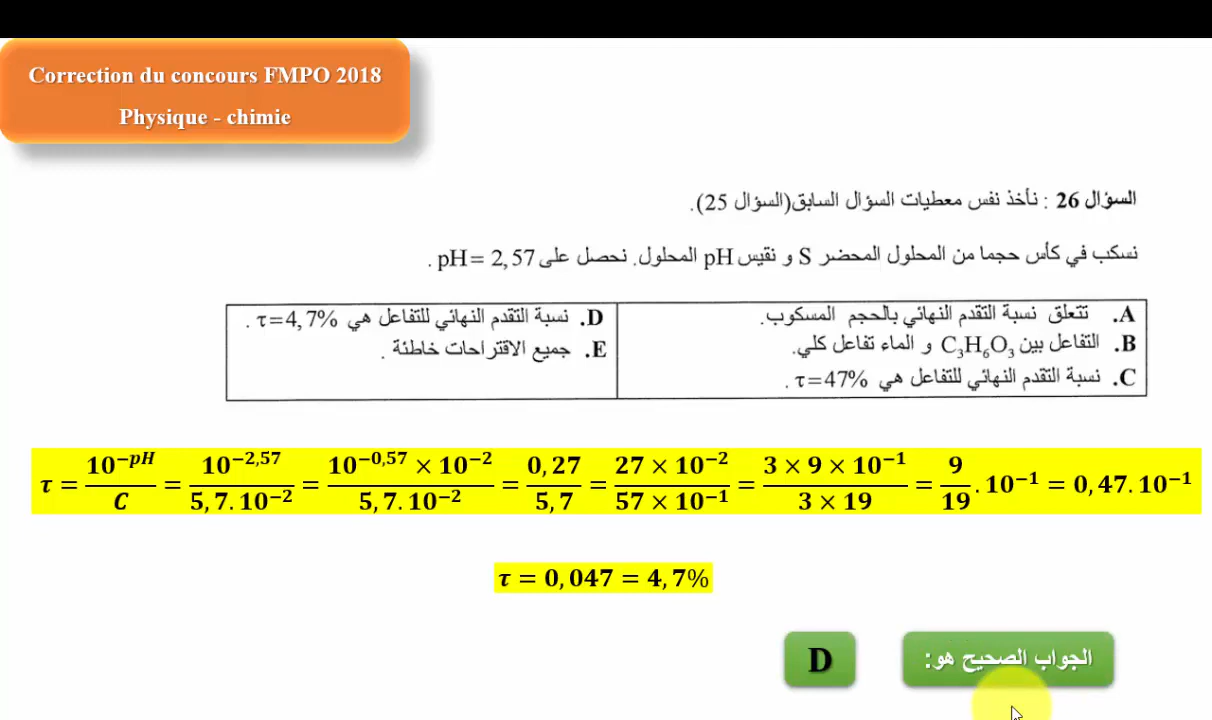 Correction du concours FMPO 2018
Physique - chimie
السؤال 26 : نأخذ نفس معطيات السؤال السابق(السؤال 25).
نسكب في كأس حجما من المحلول المحضر S و نقيس pH المحلول. نحصل على pH = 2,57 .
A. تتعلق نسبة التقدم النهائي بالحجم المسكوب.
B. التفاعل بين C₃H₆O₃ و الماء تفاعل كلي.
C. نسبة التقدم النهائي للتفاعل هي τ=47% .
D. نسبة التقدم النهائي للتفاعل هي τ=4,7% .
E. جميع الاقتراحات خاطئة .
τ = 10^{−pH} / C = 10^{−2,57} / 5,7.10^{−2} = 10^{−0,57} × 10^{−2} / 5,7.10^{−2} = 0,27 / 5,7 = 27 × 10^{−2} / 57 × 10^{−1} = 3 × 9 × 10^{−1} / 3 × 19 = 9 / 19 . 10^{−1} = 0,47.10^{−1}
τ = 0,047 = 4,7%
الجواب الصحيح هو: D